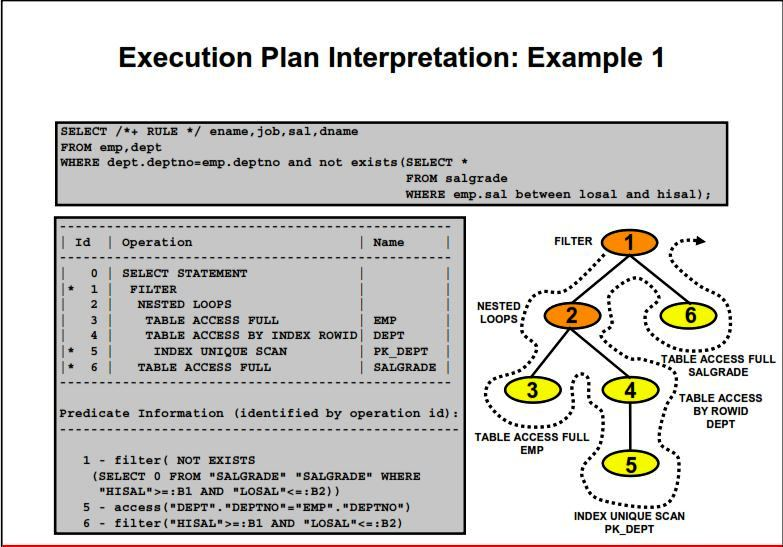 Execution Plan Interpretation: Example 1
SELECT /*+ RULE */ ename,job,sal,dname
FROM emp,dept
WHERE dept.deptno=emp.deptno and not exists(SELECT *
FROM salgrade
WHERE emp.sal between losal and hisal);
--------------------------------------------------
| Id | Operation | Name |
--------------------------------------------------
| 0 | SELECT STATEMENT | |
|* 1 | FILTER | |
| 2 | NESTED LOOPS | |
| 3 | TABLE ACCESS FULL | EMP |
| 4 | TABLE ACCESS BY INDEX ROWID| DEPT |
|* 5 | INDEX UNIQUE SCAN | PK_DEPT |
|* 6 | TABLE ACCESS FULL | SALGRADE |
--------------------------------------------------
Predicate Information (identified by operation id):
--------------------------------------------------
1 - filter( NOT EXISTS
(SELECT 0 FROM "SALGRADE" "SALGRADE" WHERE
"HISAL">=:B1 AND "LOSAL"<=:B2))
5 - access("DEPT"."DEPTNO"="EMP"."DEPTNO")
6 - filter("HISAL">=:B1 AND "LOSAL"<=:B2)
FILTER
1
NESTED
LOOPS
2
6
TABLE ACCESS FULL
SALGRADE
3
4
TABLE ACCESS
BY ROWID
DEPT
TABLE ACCESS FULL
EMP
5
INDEX UNIQUE SCAN
PK_DEPT